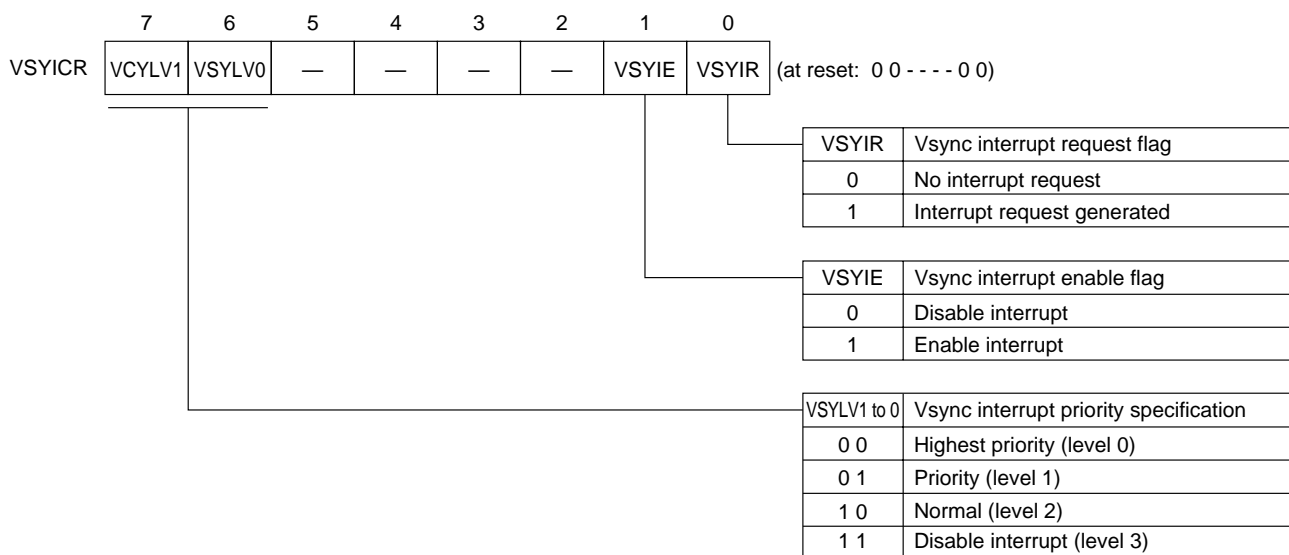 7 6 5 4 3 2 1 0
VSYICR VCYLV1 VSYLV0 — — — — VSYIE VSYIR (at reset: 0 0 - - - - 0 0)
VSYIR Vsync interrupt request flag
0 No interrupt request
1 Interrupt request generated
VSYIE Vsync interrupt enable flag
0 Disable interrupt
1 Enable interrupt
VSYLV1 to 0 Vsync interrupt priority specification
0 0 Highest priority (level 0)
0 1 Priority (level 1)
1 0 Normal (level 2)
1 1 Disable interrupt (level 3)